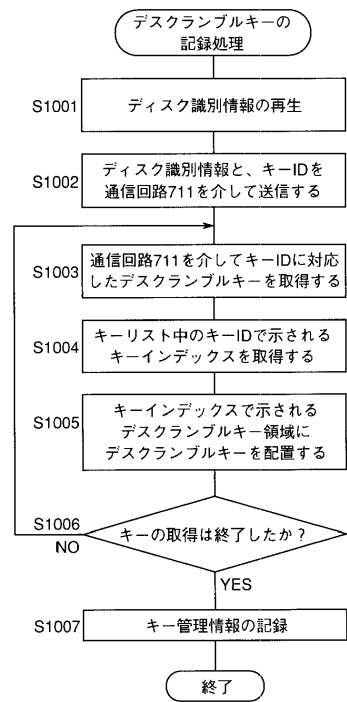 デスクランブルキーの
記録処理
S1001
ディスク識別情報の再生
S1002
ディスク識別情報と、キーIDを
通信回路711を介して送信する
S1003
通信回路711を介してキーIDに対応
したデスクランブルキーを取得する
S1004
キーリスト中のキーIDで示される
キーインデックスを取得する
S1005
キーインデックスで示される
デスクランブルキー領域に
デスクランブルキーを配置する
S1006
キーの取得は終了したか？
NO
YES
S1007
キー管理情報の記録
終了